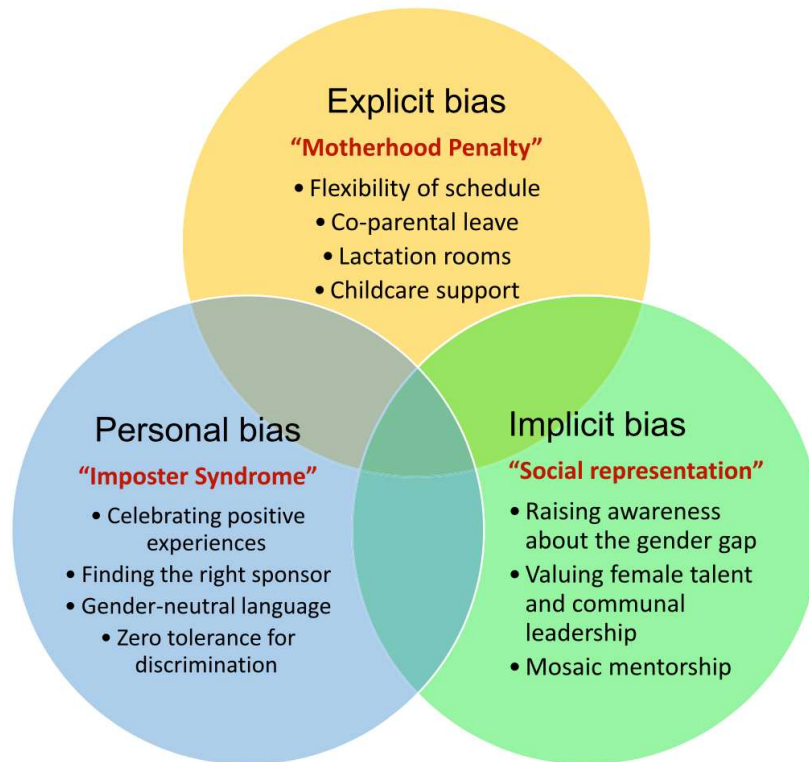 Explicit bias
“Motherhood Penalty”
• Flexibility of schedule
• Co-parental leave
• Lactation rooms
• Childcare support
Personal bias
“Imposter Syndrome”
• Celebrating positive
experiences
• Finding the right sponsor
• Gender-neutral language
• Zero tolerance for
discrimination
Implicit bias
“Social representation”
• Raising awareness
about the gender gap
• Valuing female talent
and communal
leadership
• Mosaic mentorship